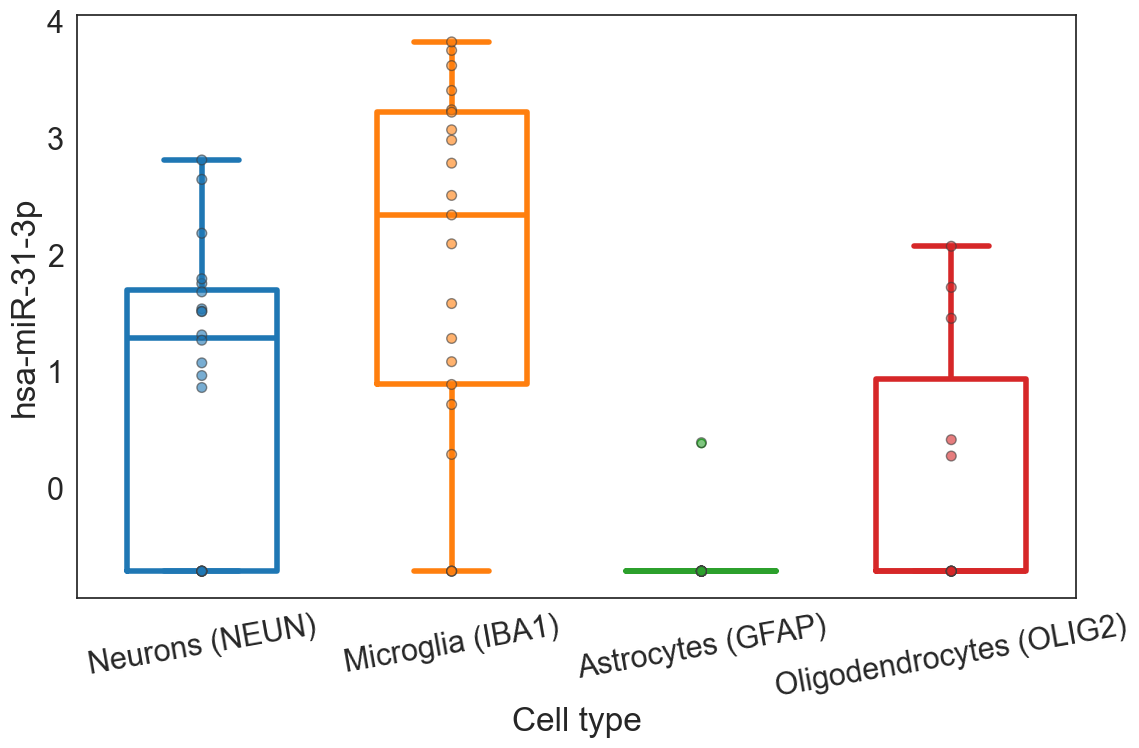 4
3
2
1
0
hsa-miR-31-3p
Neurons (NEUN)
Microglia (IBA1)
Astrocytes (GFAP)
Oligodendrocytes (OLIG2)
Cell type